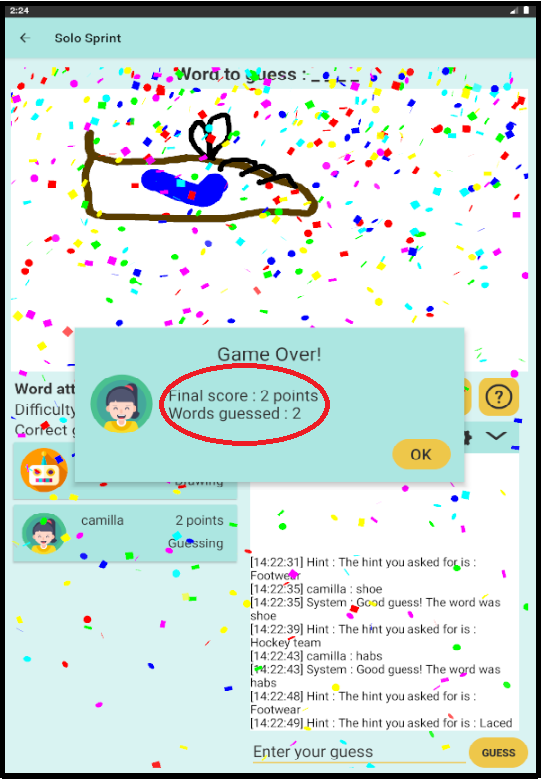 2:24
Solo Sprint
Word to guess : _ _ _ _
Game Over!
Final score : 2 points
Words guessed : 2
OK
Word att
Difficulty
Correct g
?
Drawing
camilla
2 points
Guessing
[14:22:31] Hint : The hint you asked for is :
Footwear
[14:22:35] camilla : shoe
[14:22:35] System : Good guess! The word was
shoe
[14:22:39] Hint : The hint you asked for is :
Hockey team
[14:22:43] camilla : habs
[14:22:43] System : Good guess! The word was
habs
[14:22:48] Hint : The hint you asked for is :
Footwear
[14:22:49] Hint : The hint you asked for is : Laced
Enter your guess
GUESS